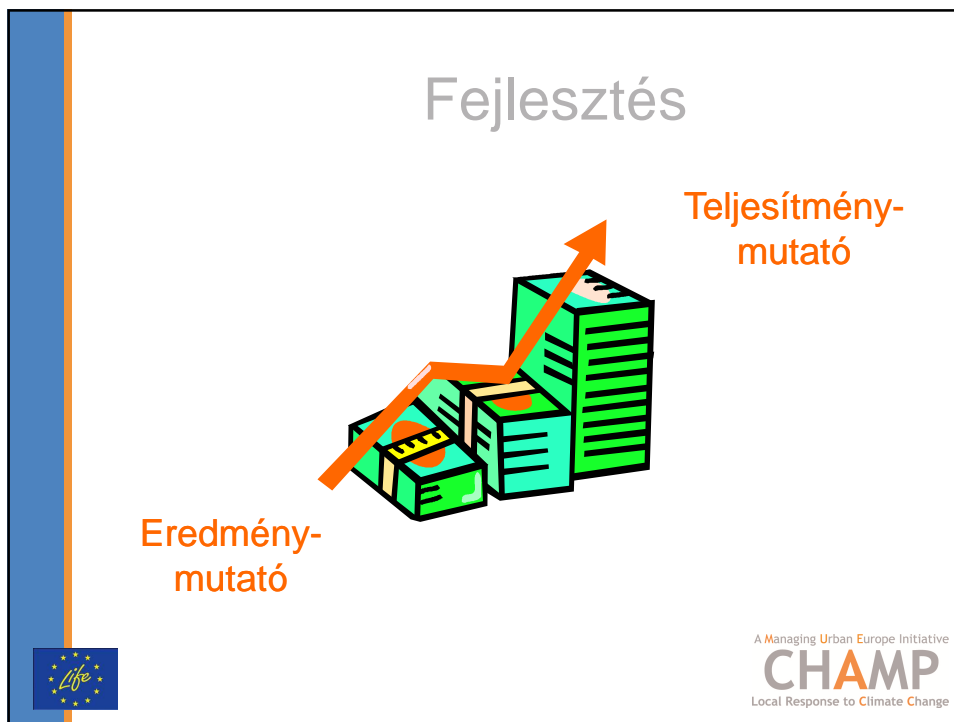 Fejlesztés
Teljesítmény-
mutató
Eredmény-
mutató
Life
A Managing Urban Europe Initiative
CHAMP
Local Response to Climate Change